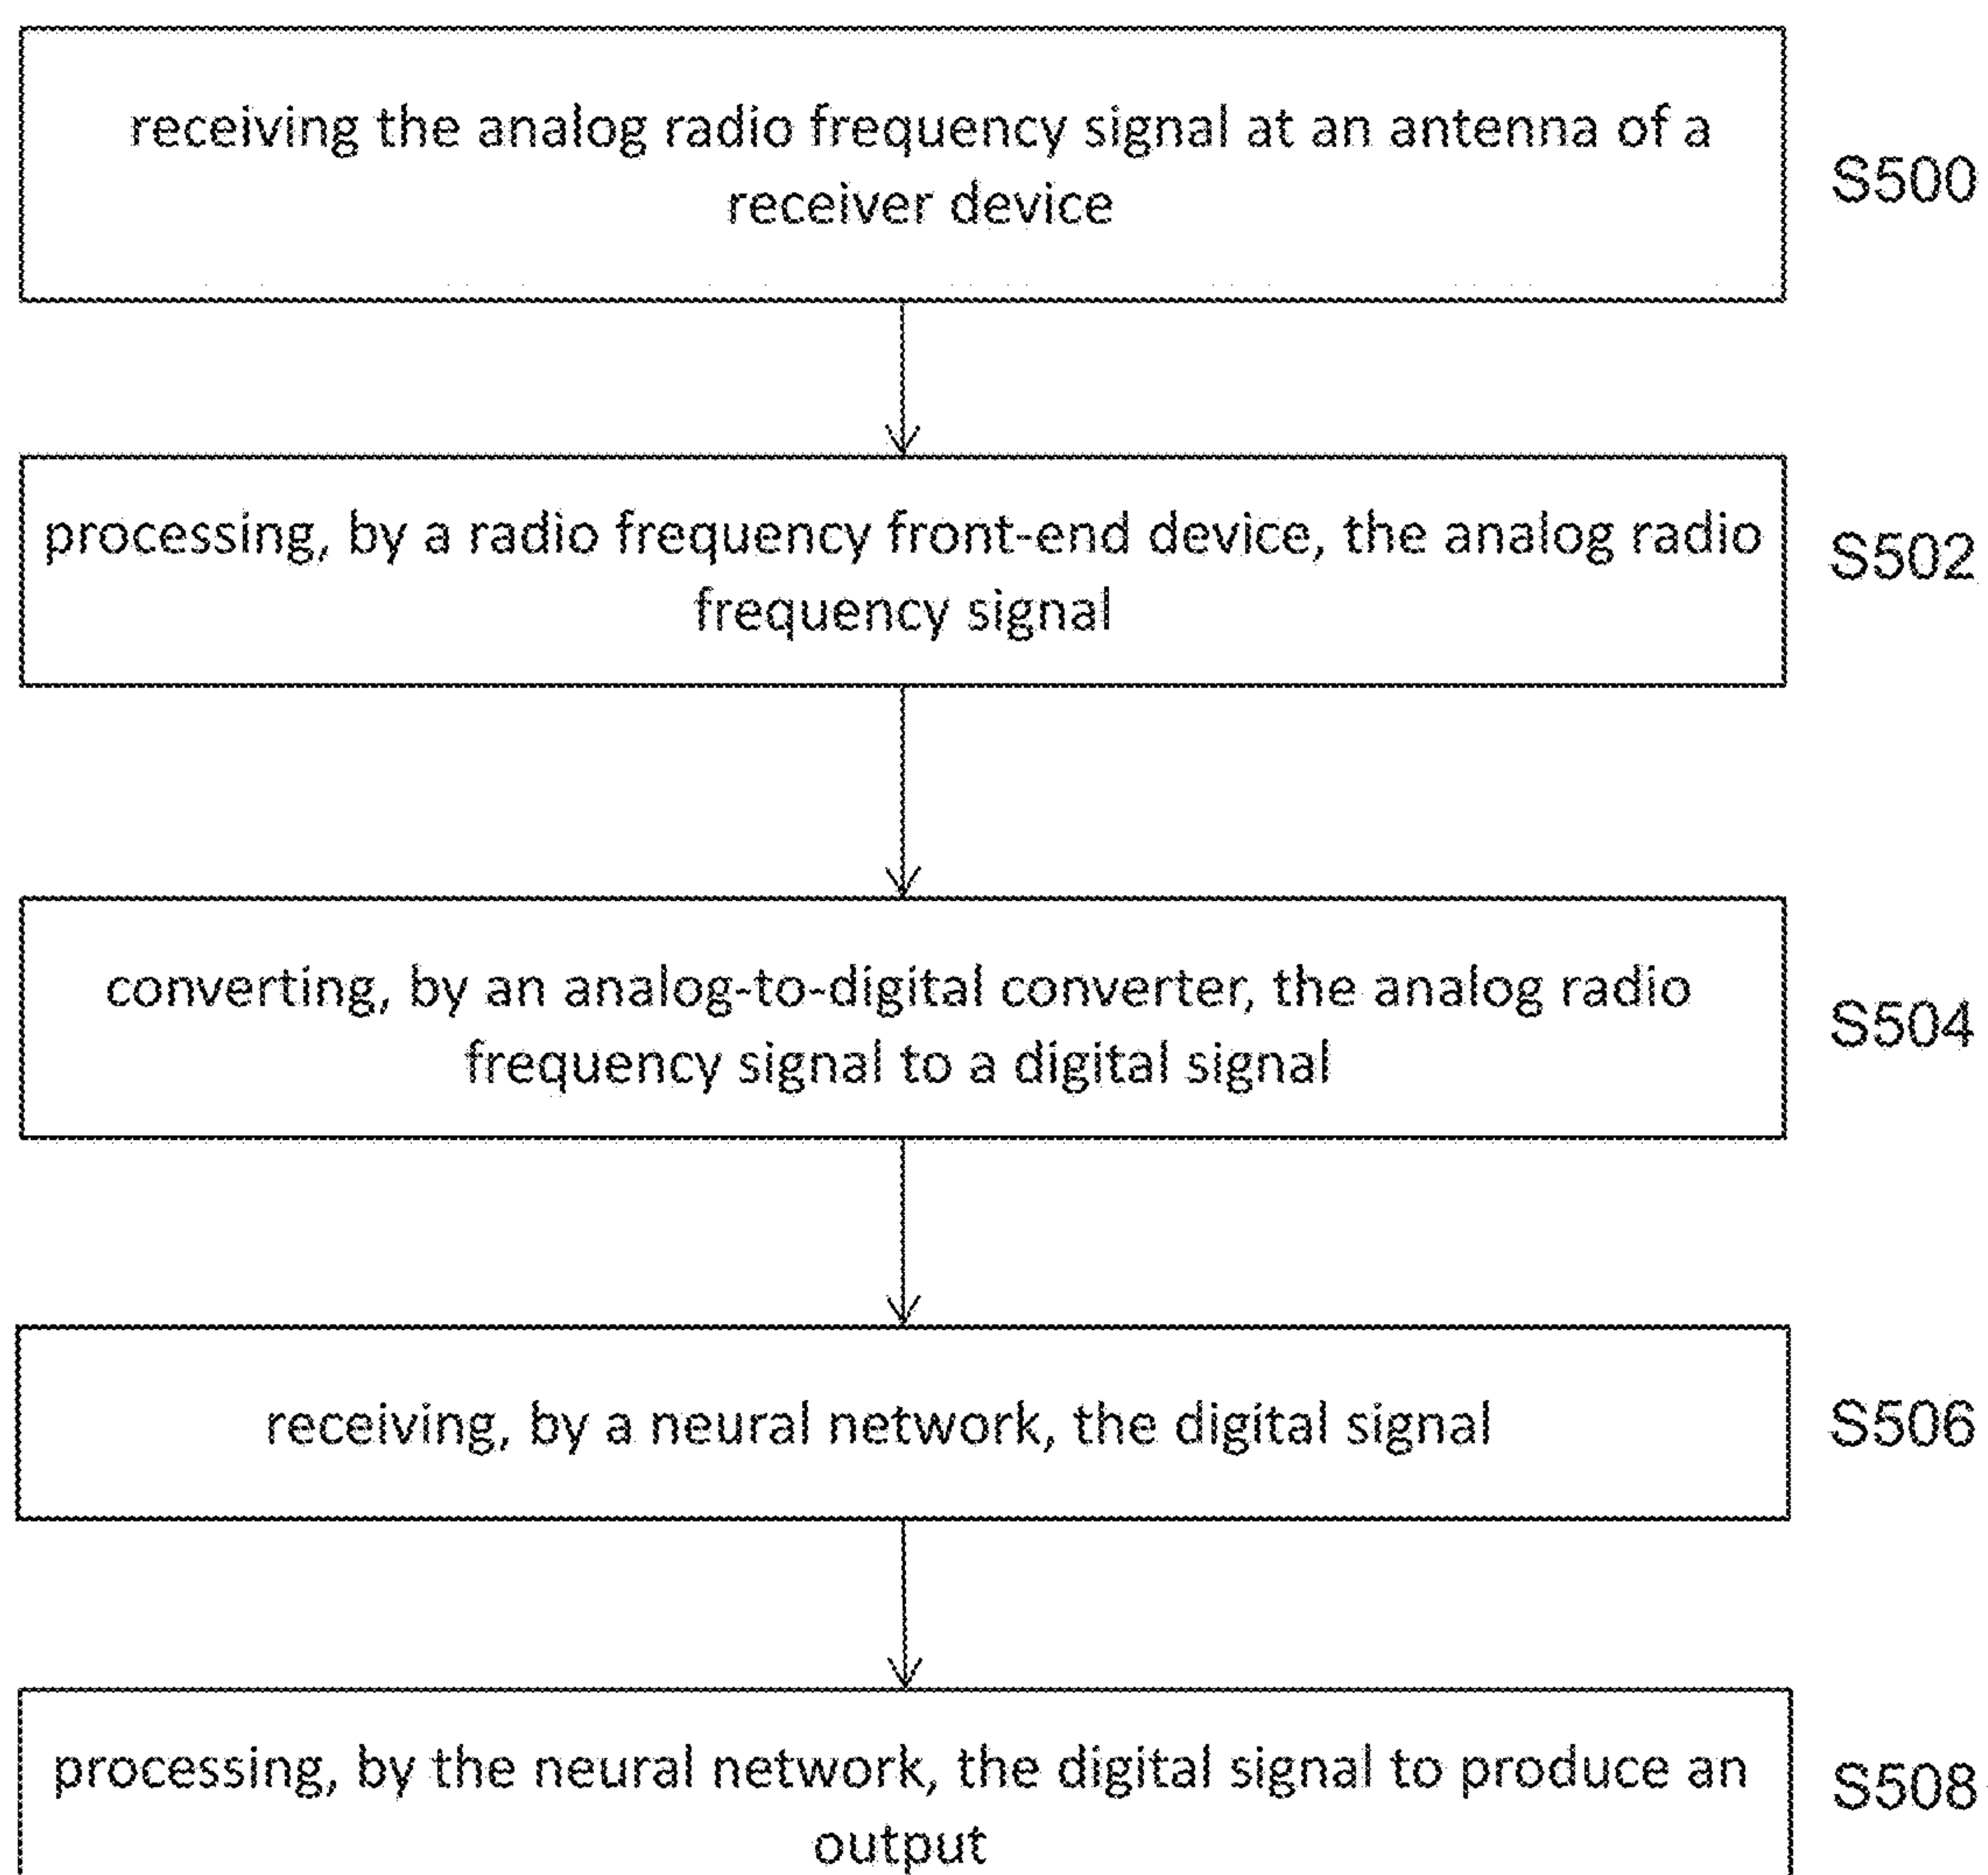 receiving the analog radio frequency signal at an antenna of a
receiver device
S500
processing, by a radio frequency front-end device, the analog radio
frequency signal
S502
converting, by an analog-to-digital converter, the analog radio
frequency signal to a digital signal
S504
receiving, by a neural network, the digital signal
S506
processing, by the neural network, the digital signal to produce an
output
S508